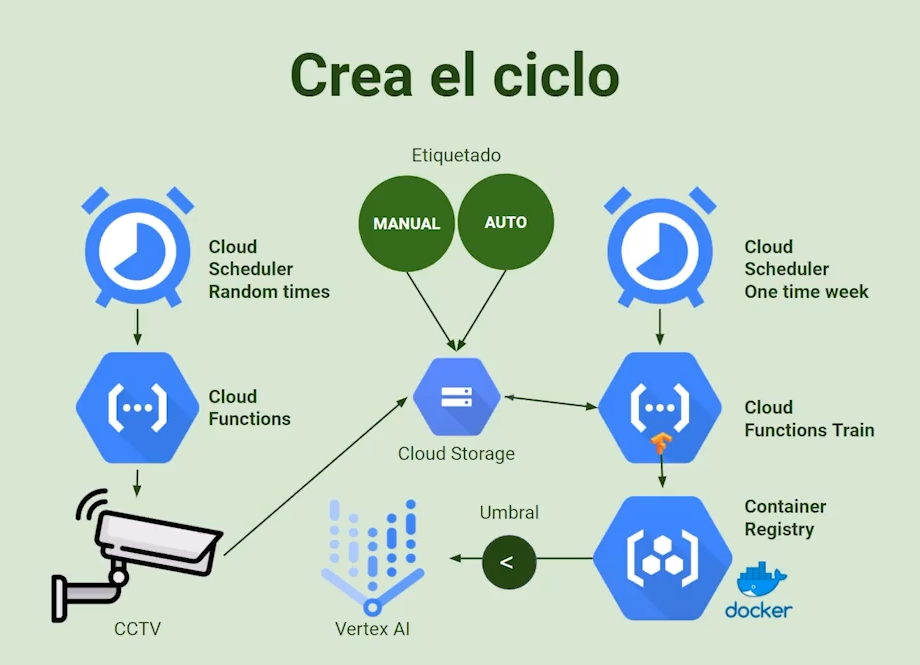 Crea el ciclo
Etiquetado
MANUAL
AUTO
Cloud
Scheduler
Random times
Cloud
Scheduler
One time week
Cloud
Functions
Cloud Storage
Cloud
Functions Train
Container
Registry
Umbral
<
docker
CCTV
Vertex AI